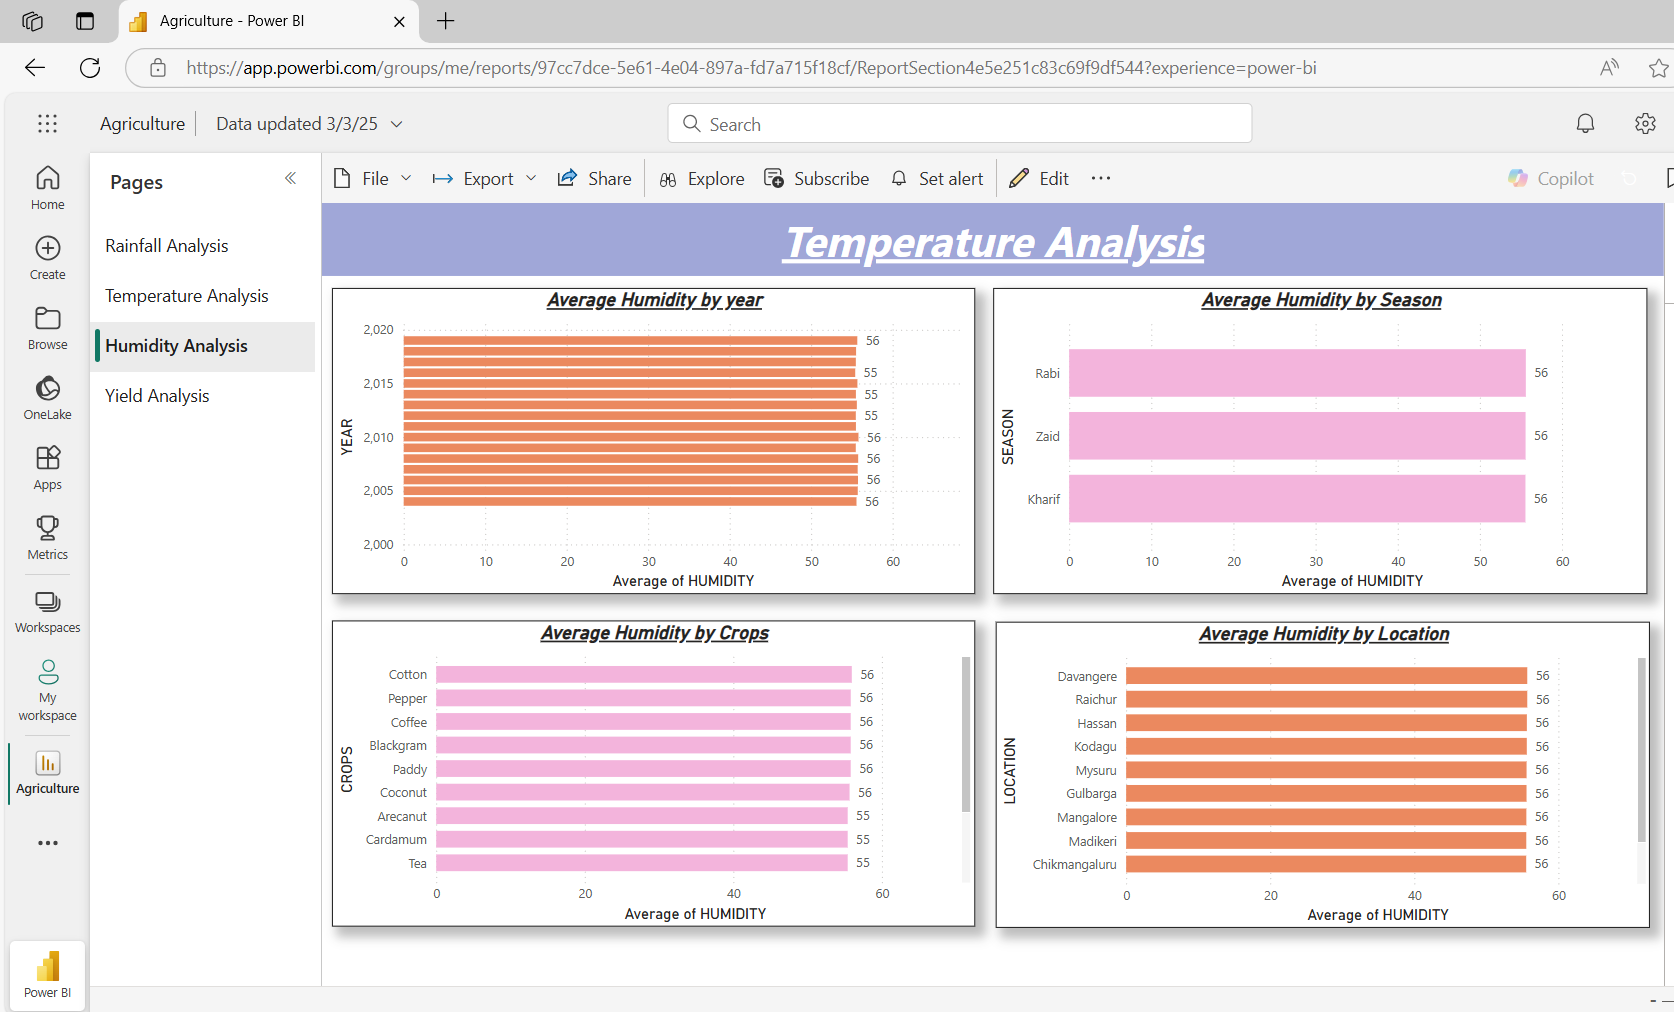 Agriculture - Power BI
https://app.powerbi.com/groups/me/reports/97cc7dce-5e61-4e04-897a-fd7a715f18cf/ReportSection4e5e251c83c69f9df544?experience=power-bi
Agriculture
Data updated 3/3/25
Search
Home
Create
Browse
OneLake
Apps
Metrics
Workspaces
My
workspace
Agriculture
Power BI
Pages
Rainfall Analysis
Temperature Analysis
Humidity Analysis
Yield Analysis
File Export Share Explore Subscribe Set alert Edit Copilot
Temperature Analysis
Average Humidity by year
YEAR
2,020
56
55
2,015
55
55
2,010 56
56
56
2,005
56
2,000
0 10 20 30 40 50 60
Average of HUMIDITY
Average Humidity by Season
SEASON
Rabi 56
Zaid 56
Kharif 56
0 10 20 30 40 50 60
Average of HUMIDITY
Average Humidity by Crops
CROPS
Cotton 56
Pepper 56
Coffee 56
Blackgram 56
Paddy 56
Coconut 56
Arecanut 55
Cardamum 55
Tea 55
0 20 40 60
Average of HUMIDITY
Average Humidity by Location
LOCATION
Davangere 56
Raichur 56
Hassan 56
Kodagu 56
Mysuru 56
Gulbarga 56
Mangalore 56
Madikeri 56
Chikmangaluru 56
0 20 40 60
Average of HUMIDITY